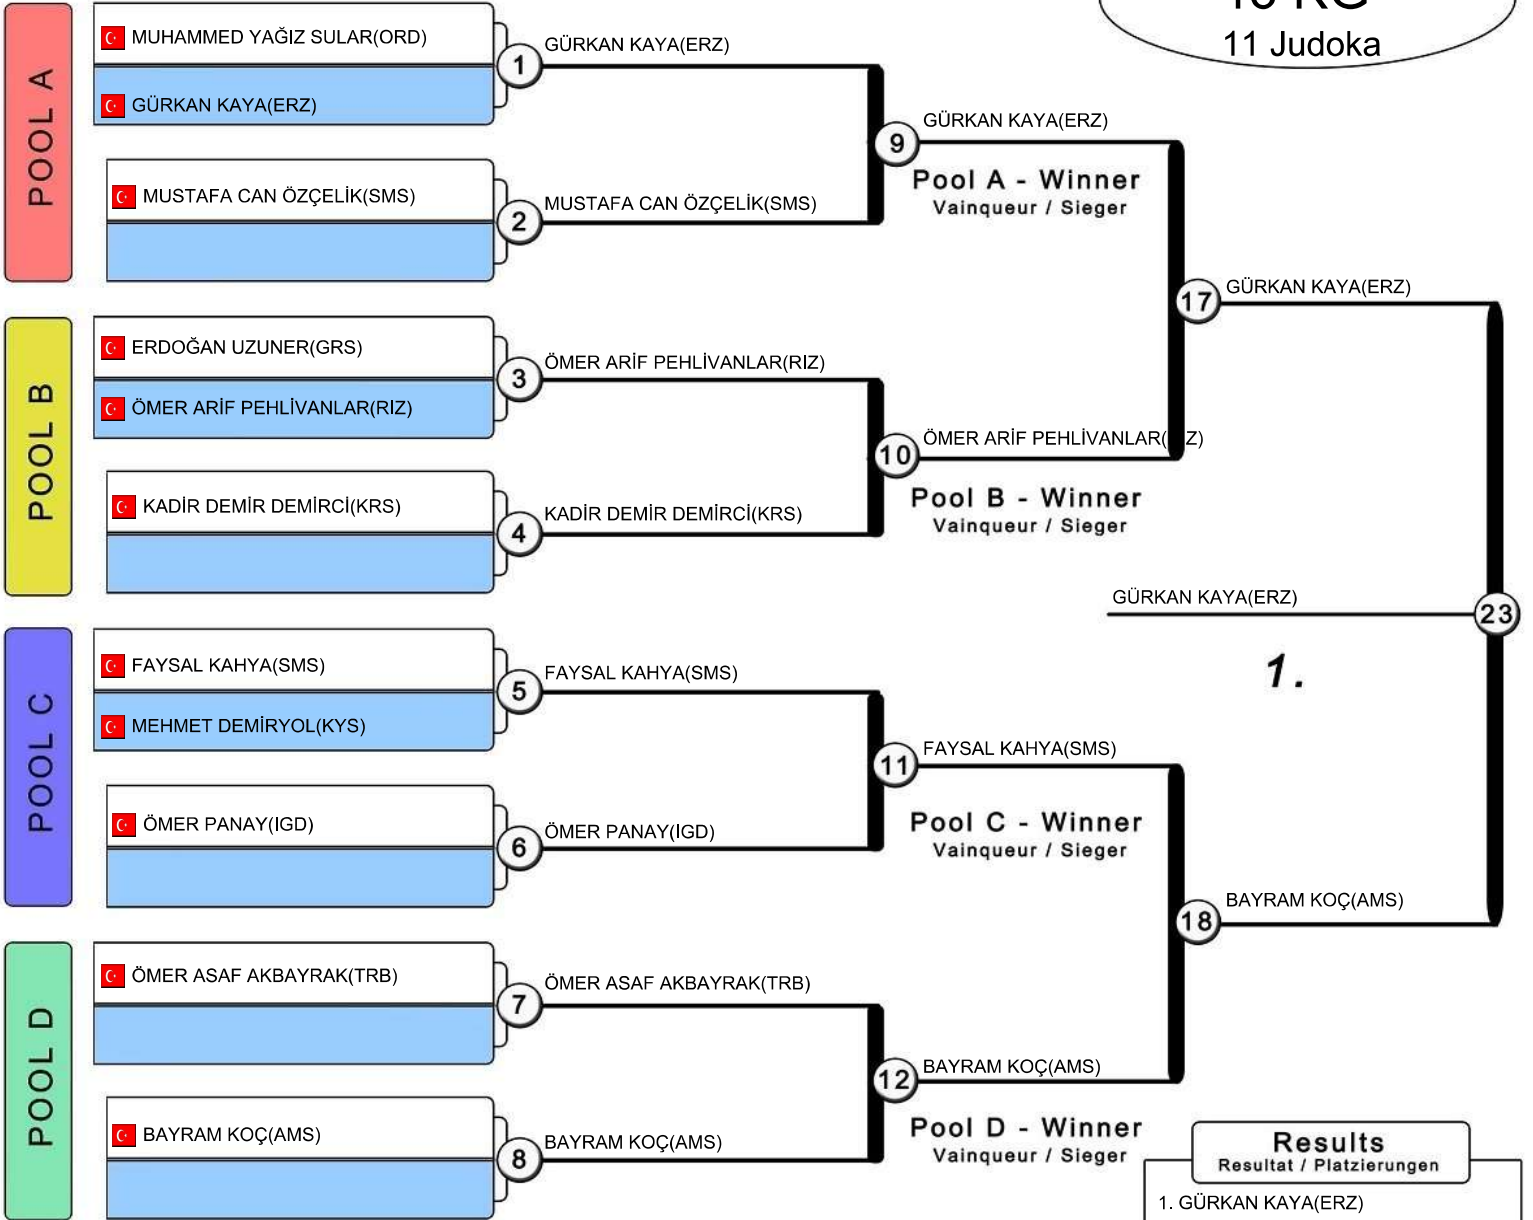 KG
11 Judoka
POOL A
MUHAMMED YAĞIZ SULAR(ORD)
GÜRKAN KAYA(ERZ)
1
GÜRKAN KAYA(ERZ)
MUSTAFA CAN ÖZÇELİK(SMS)
2
MUSTAFA CAN ÖZÇELİK(SMS)
9
GÜRKAN KAYA(ERZ)
Pool A - Winner
Vainqueur / Sieger
17
GÜRKAN KAYA(ERZ)
POOL B
ERDOĞAN UZUNER(GRS)
ÖMER ARİF PEHLİVANLAR(RIZ)
3
ÖMER ARİF PEHLİVANLAR(RIZ)
KADİR DEMİR DEMİRCİ(KRS)
4
KADİR DEMİR DEMİRCİ(KRS)
10
ÖMER ARİF PEHLİVANLAR( Z)
Pool B - Winner
Vainqueur / Sieger
GÜRKAN KAYA(ERZ)
23
1.
POOL C
FAYSAL KAHYA(SMS)
MEHMET DEMİRYOL(KYS)
5
FAYSAL KAHYA(SMS)
ÖMER PANAY(IGD)
6
ÖMER PANAY(IGD)
11
FAYSAL KAHYA(SMS)
Pool C - Winner
Vainqueur / Sieger
18
BAYRAM KOÇ(AMS)
POOL D
ÖMER ASAF AKBAYRAK(TRB)
7
ÖMER ASAF AKBAYRAK(TRB)
BAYRAM KOÇ(AMS)
8
BAYRAM KOÇ(AMS)
12
BAYRAM KOÇ(AMS)
Pool D - Winner
Vainqueur / Sieger
Results
Resultat / Platzierungen
1. GÜRKAN KAYA(ERZ)